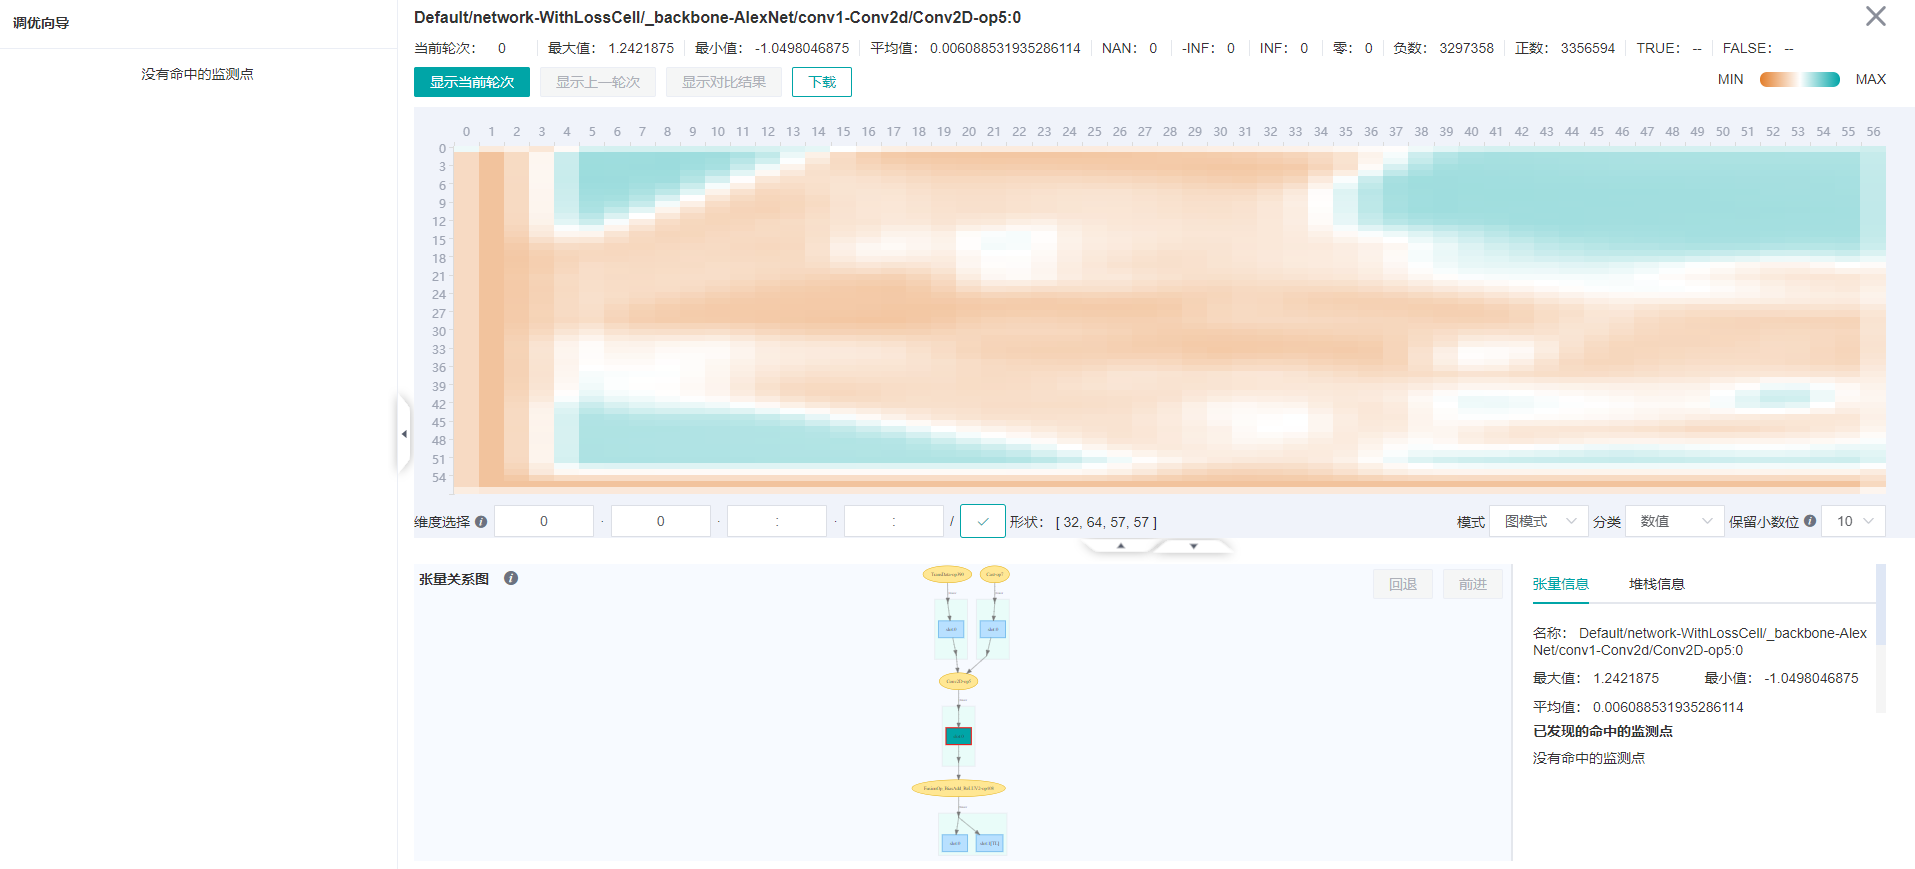 调优向导
没有命中的监测点
Default/network-WithLossCell/_backbone-AlexNet/conv1-Conv2d/Conv2D-op5:0
当前轮次： 0 最大值： 1.2421875 最小值： -1.0498046875 平均值： 0.006088531935286114 NAN： 0 -INF： 0 INF： 0 零： 0 负数： 3297358 正数： 3356594 TRUE： -- FALSE： --
显示当前轮次 显示上一轮次 显示对比结果 下载 MIN MAX
0 1 2 3 4 5 6 7 8 9 10 11 12 13 14 15 16 17 18 19 20 21 22 23 24 25 26 27 28 29 30 31 32 33 34 35 36 37 38 39 40 41 42 43 44 45 46 47 48 49 50 51 52 53 54 55 56
0
3
6
9
12
15
18
21
24
27
30
33
36
39
42
45
48
51
54
维度选择 0 · 0 · : · : / 形状： [ 32, 64, 57, 57 ] 模式 图模式 分类 数值 保留小数位 10
张量关系图 回退 前进
Conv2D-op5
slot:0 slot:0
slot:0
张量信息 堆栈信息
名称： Default/network-WithLossCell/_backbone-Alex
Net/conv1-Conv2d/Conv2D-op5:0
最大值： 1.2421875 最小值： -1.0498046875
平均值： 0.006088531935286114
已发现的命中的监测点
没有命中的监测点